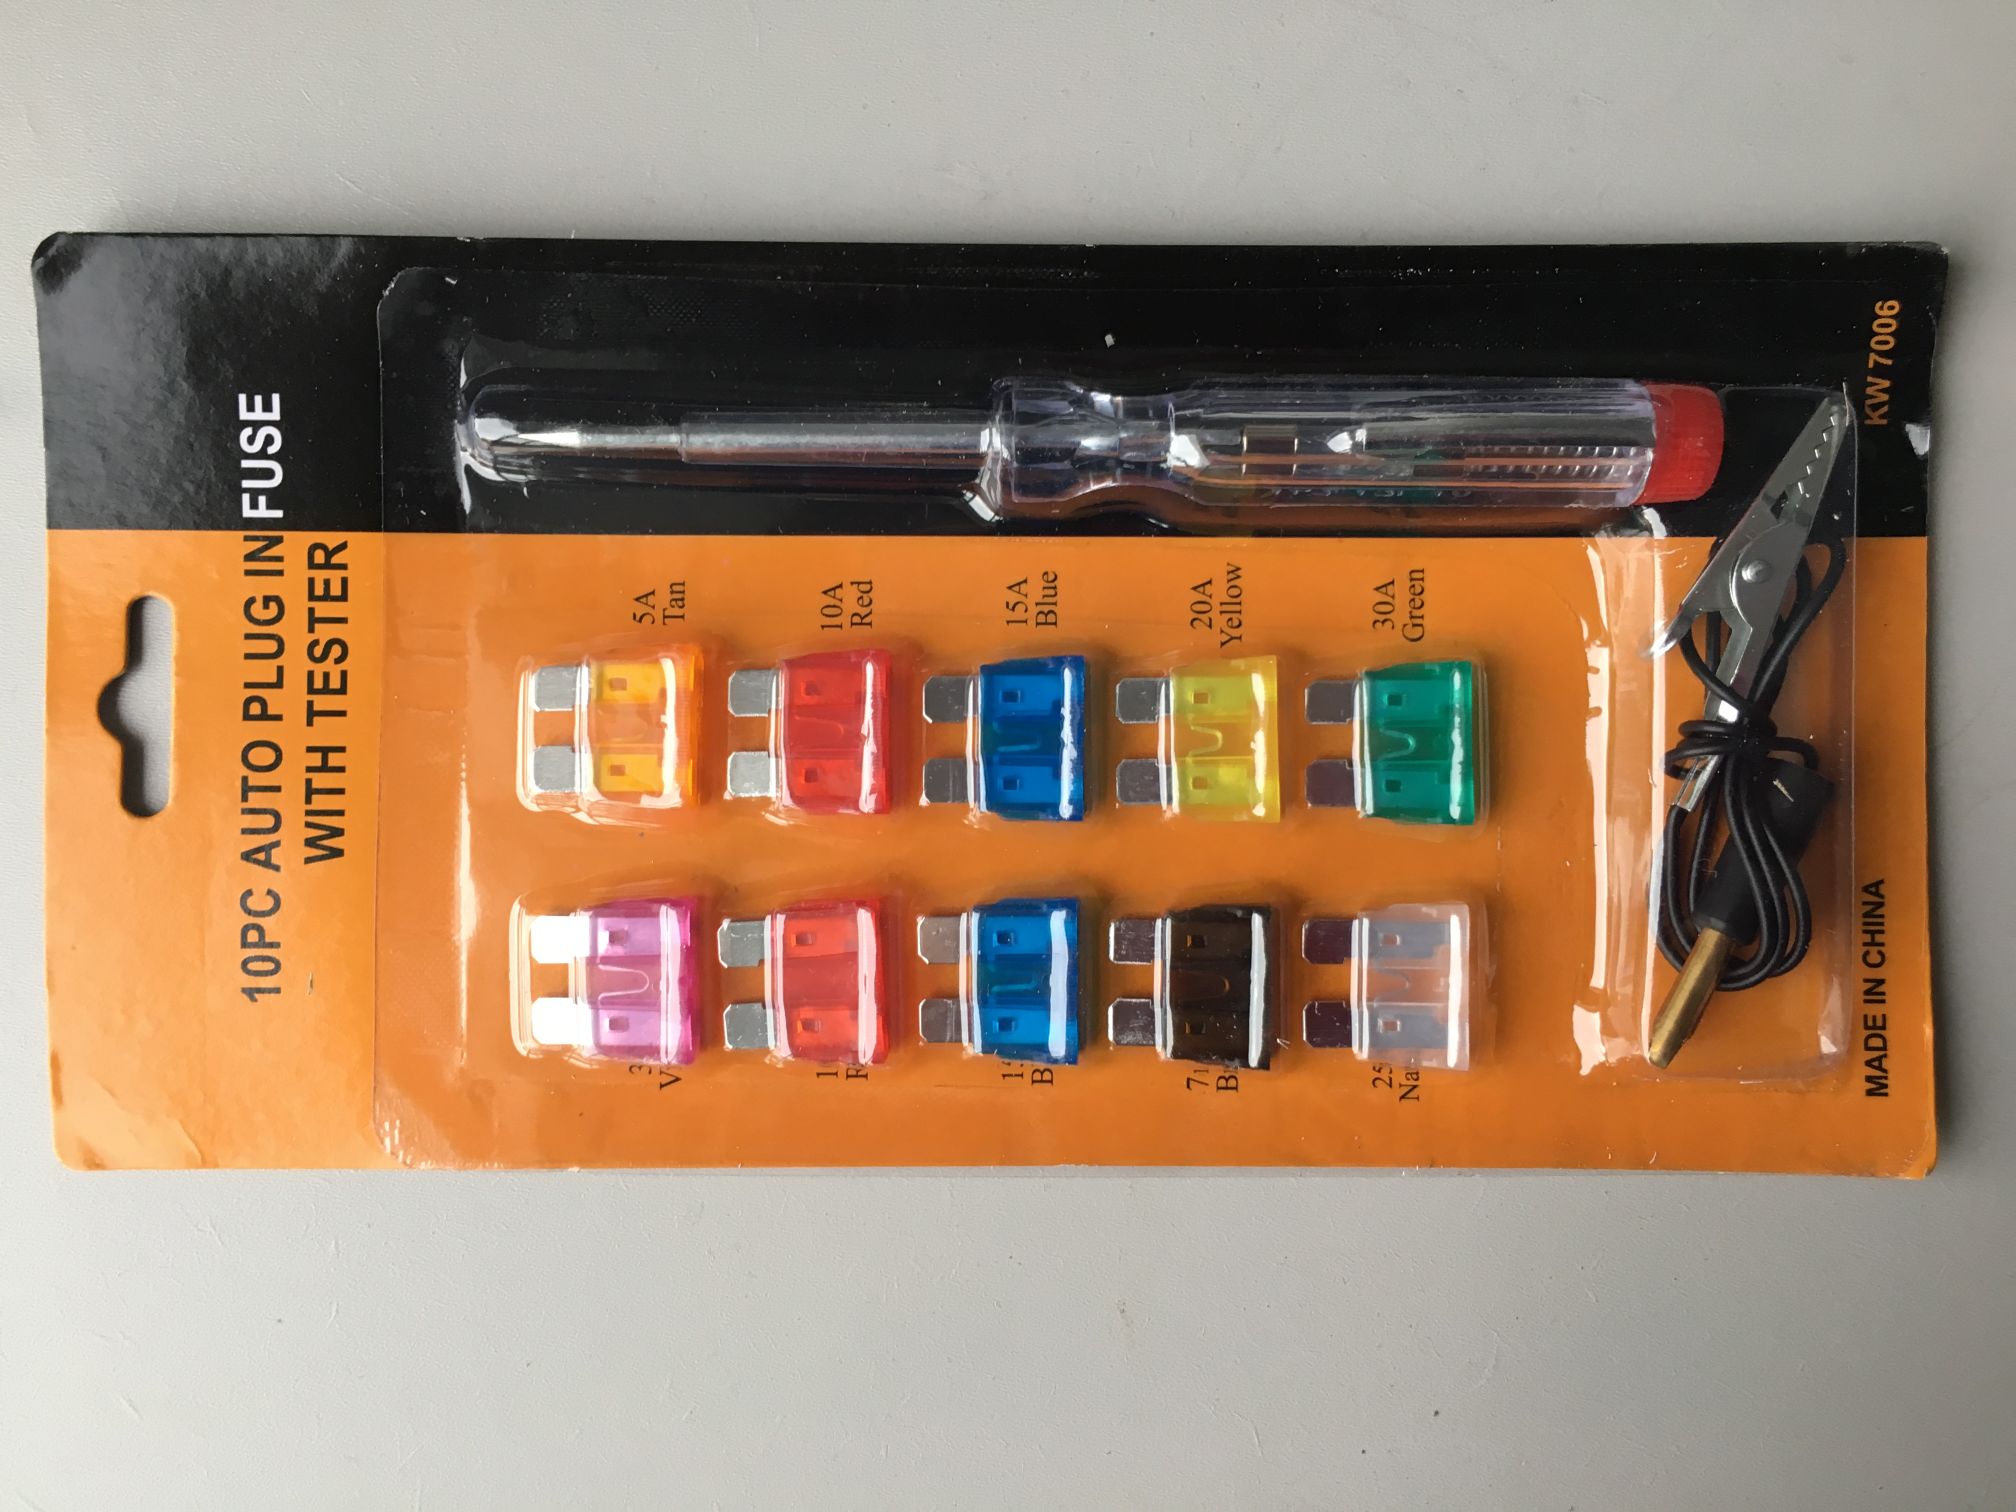 10PC AUTO PLUG IN FUSE
WITH TESTER
5A
Tan
10A
Red
15A
Blue
20A
Yellow
30A
Green
MADE IN CHINA
KW 7006